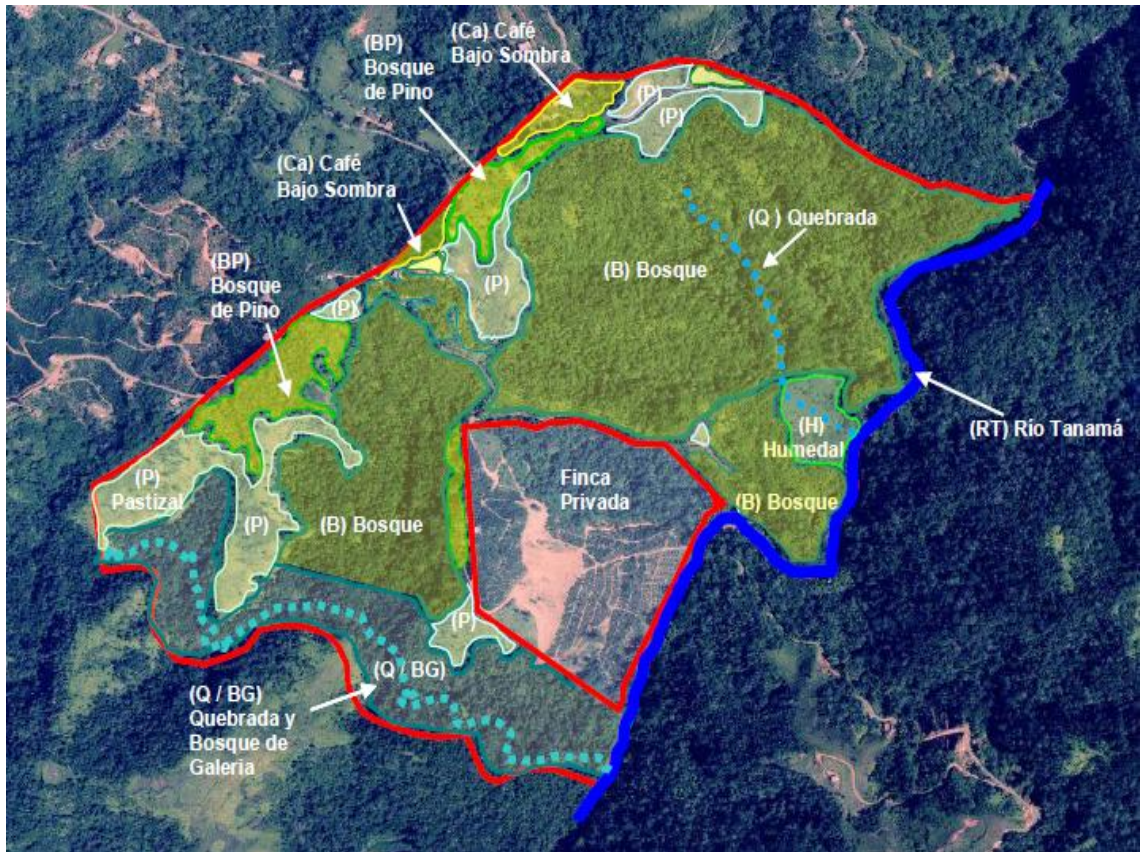 (Ca) Café
Bajo Sombra
(BP)
Bosque
de Pino
(P)
(P)
(Ca) Café
Bajo Sombra
(Q ) Quebrada
(BP)
Bosque
de Pino
(B) Bosque
(P)
(P)
(RT) Río Tanamá
(H)
Humedal
(P)
Pastizal
Finca
Privada
(B) Bosque
(P)
(B) Bosque
(P)
(Q / BG)
(Q / BG)
Quebrada y
Bosque de
Galeria